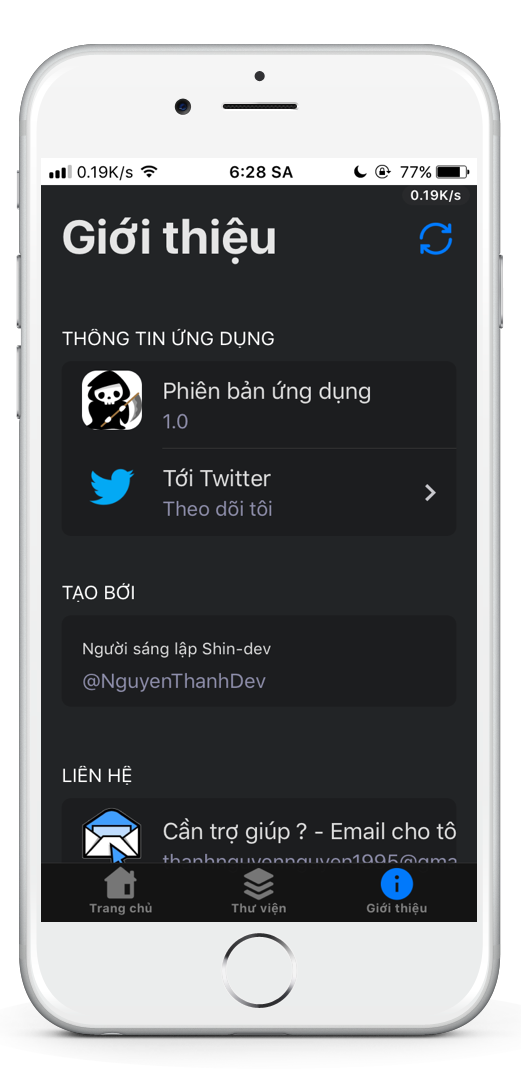 0.19K/s 6:28 SA 77%
0.19K/s
Giới thiệu
THÔNG TIN ỨNG DỤNG
Phiên bản ứng dụng
1.0
Tới Twitter
Theo dõi tôi
TẠO BỞI
Người sáng lập Shin-dev
@NguyenThanhDev
LIÊN HỆ
Cần trợ giúp ? - Email cho tô
thanhnguyennguyen1995@gma
Trang chủ Thư viện Giới thiệu